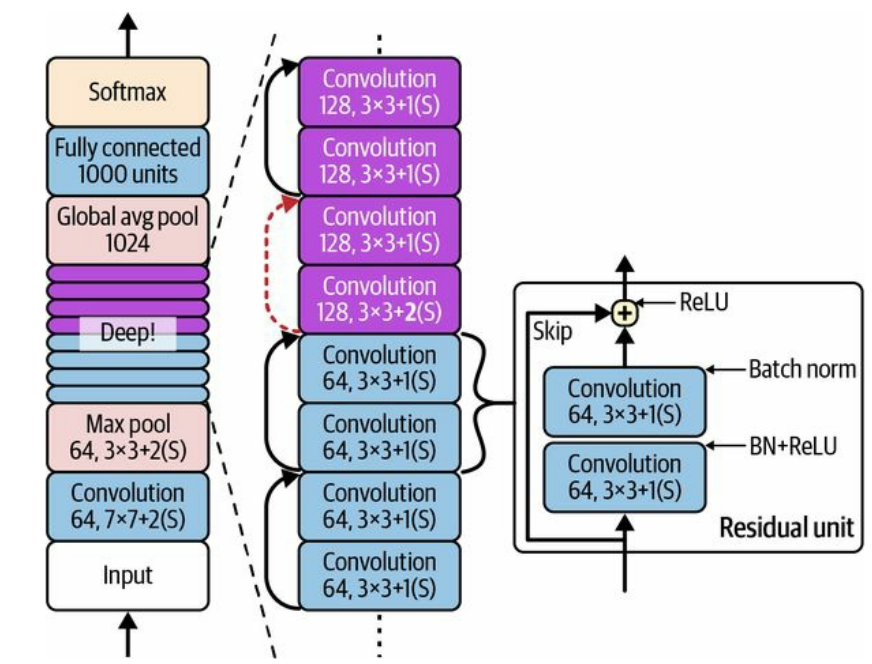 Softmax
Fully connected
1000 units
Global avg pool
1024
Deep!
Max pool
64, 3×3+2(S)
Convolution
64, 7×7+2(S)
Input
Convolution
128, 3×3+1(S)
Convolution
128, 3×3+1(S)
Convolution
128, 3×3+1(S)
Convolution
128, 3×3+2(S)
Convolution
64, 3×3+1(S)
Convolution
64, 3×3+1(S)
Convolution
64, 3×3+1(S)
Convolution
64, 3×3+1(S)
ReLU
+
Skip
Batch norm
Convolution
64, 3×3+1(S)
BN+ReLU
Convolution
64, 3×3+1(S)
Residual unit